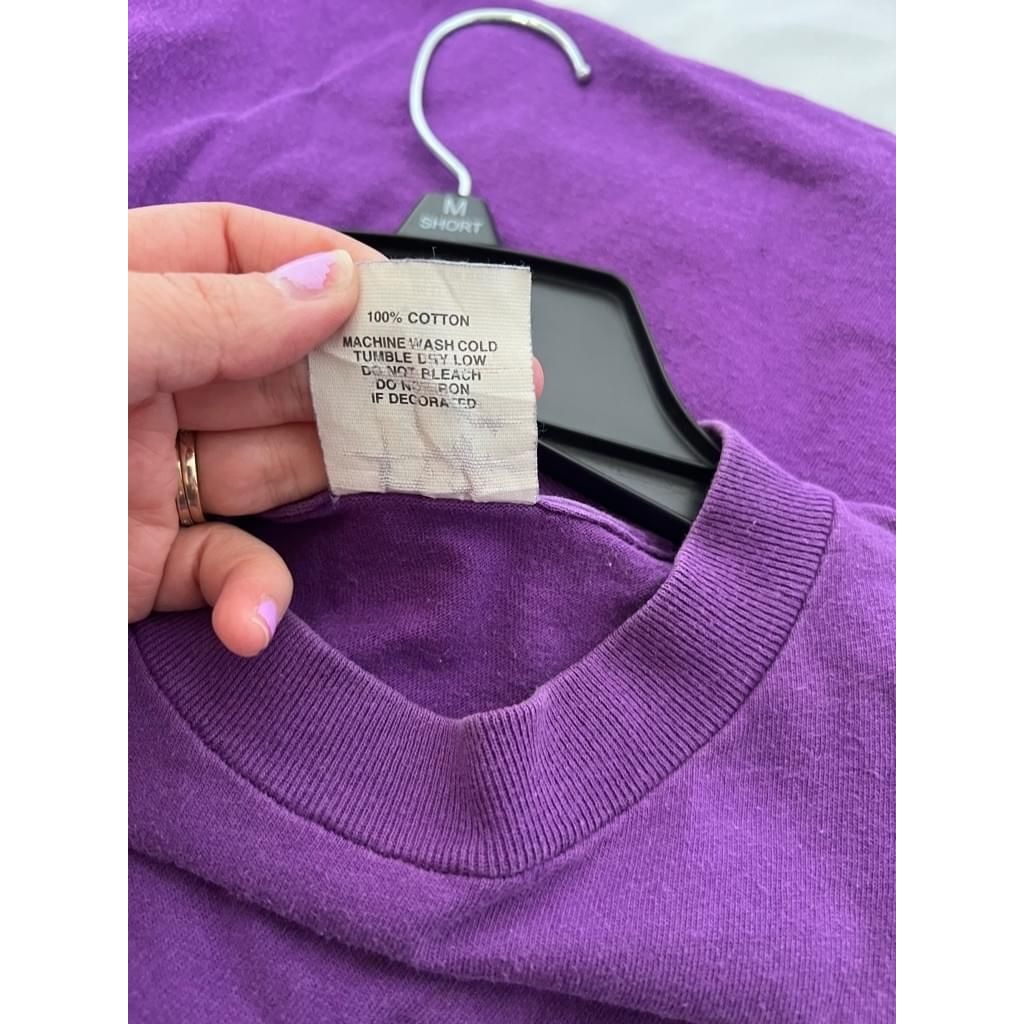 M
SHORT
100% COTTON
MACHINE WASH COLD
TUMBLE DRY LOW
DO NOT BLEACH
DO NOT IRON
IF DECORATED